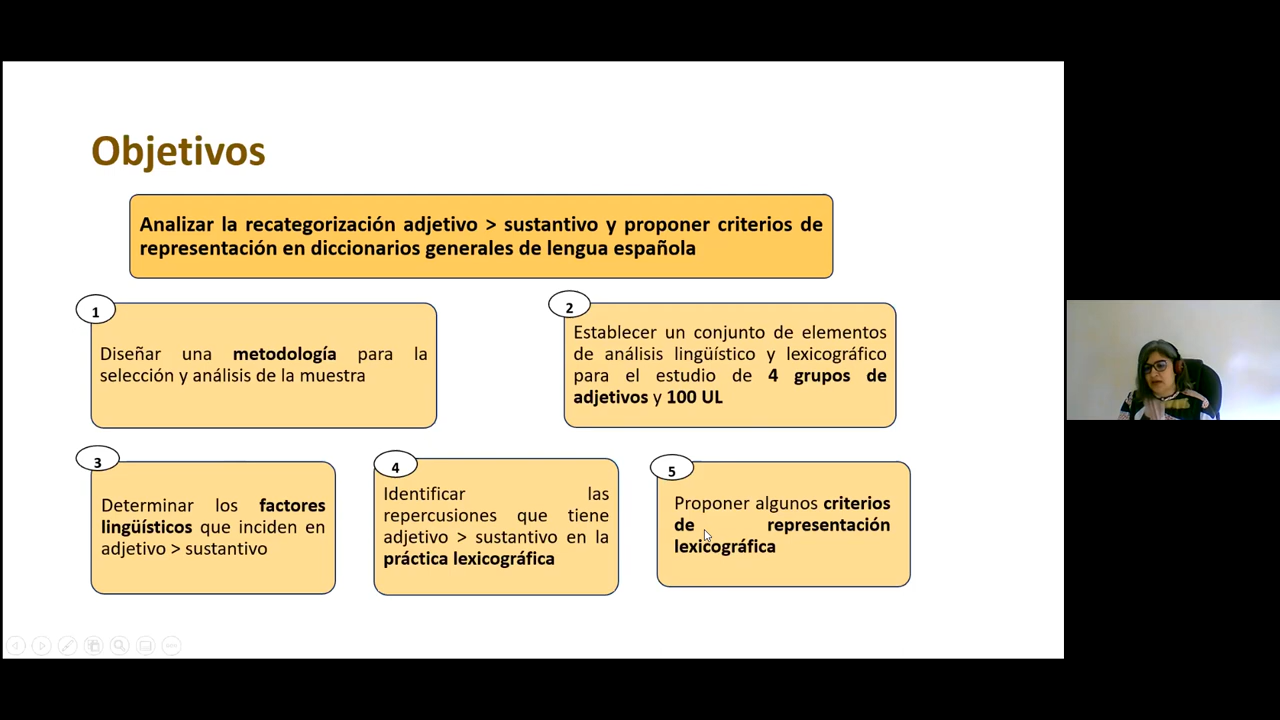 Objetivos
Analizar la recategorización adjetivo > sustantivo y proponer criterios de
representación en diccionarios generales de lengua española
1
Diseñar una metodología para la
selección y análisis de la muestra
2
Establecer un conjunto de elementos
de análisis lingüístico y lexicográfico
para el estudio de 4 grupos de
adjetivos y 100 UL
3
Determinar los factores
lingüísticos que inciden en
adjetivo > sustantivo
4
Identificar las
repercusiones que tiene
adjetivo > sustantivo en la
práctica lexicográfica
5
Proponer algunos criterios
de representación
lexicográfica